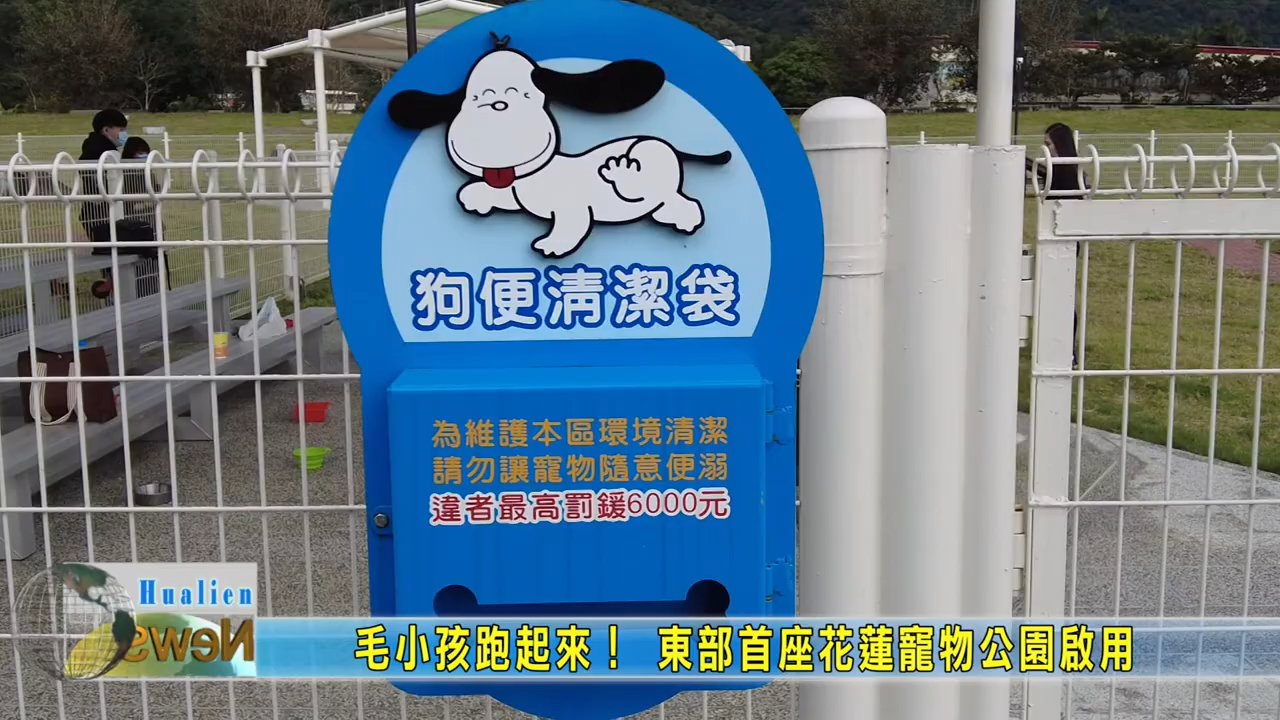 狗便清潔袋
為維護本區環境清潔
請勿讓寵物隨意便溺
違者最高罰鍰6000元
Hualien
News
毛小孩跑起來！ 東部首座花蓮寵物公園啟用